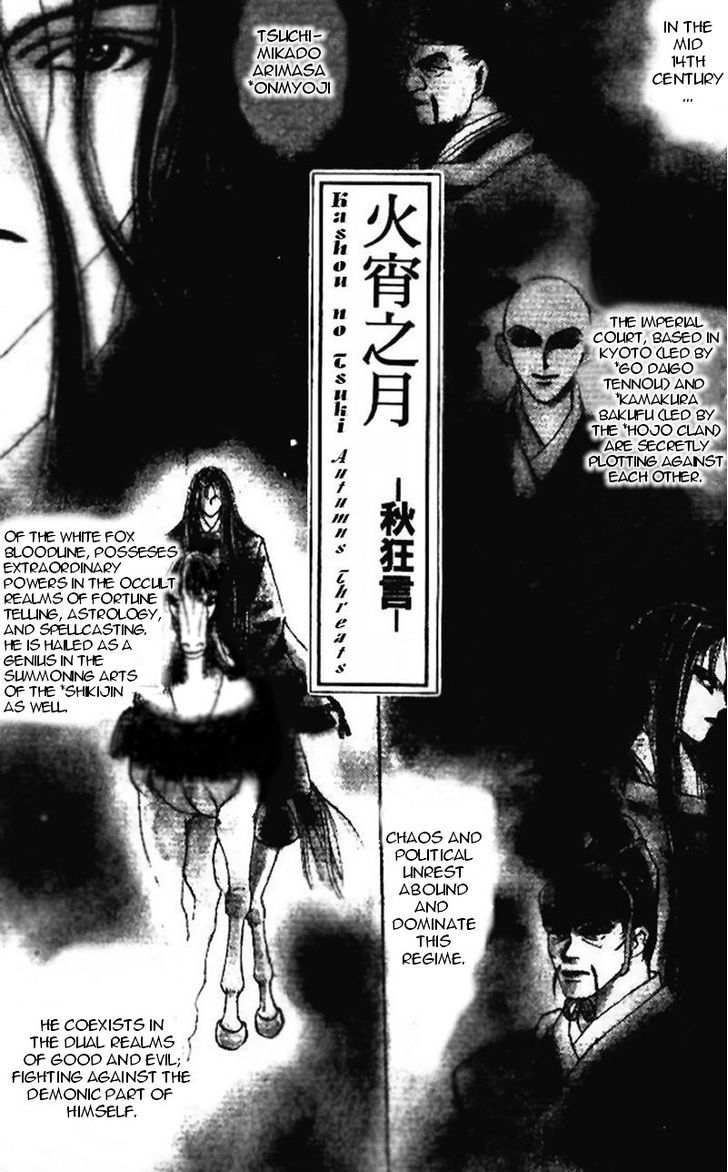 IN THE
MID
14TH
CENTURY
...
THE IMPERIAL
COURT, BASED IN
KYOTO (LED BY
*GO DAIGO
TENNOU) AND
*KAMAKURA
BAKUFU (LED BY
THE *HOJO CLAN)
ARE SECRETLY
PLOTTING AGAINST
EACH OTHER.
CHAOS AND
POLITICAL
UNREST
ABOUND
AND
DOMINATE
THIS
REGIME.
火宵之月
―秋狂言―
Kashou no Tsuki Autumns Threats
TSUCHI-
MIKADO
ARIMASA
*ONMYOJI
OF THE WHITE FOX
BLOODLINE, POSSESES
EXTRAORDINARY
POWERS IN THE OCCULT
REALMS OF FORTUNE
TELLING, ASTROLOGY,
AND SPELLCASTING.
HE IS HAILED AS A
GENIUS IN THE
SUMMONING ARTS
OF THE *SHIKIJIN
AS WELL.
HE COEXISTS IN
THE DUAL REALMS
OF GOOD AND EVIL;
FIGHTING AGAINST THE
DEMONIC PART OF
HIMSELF.